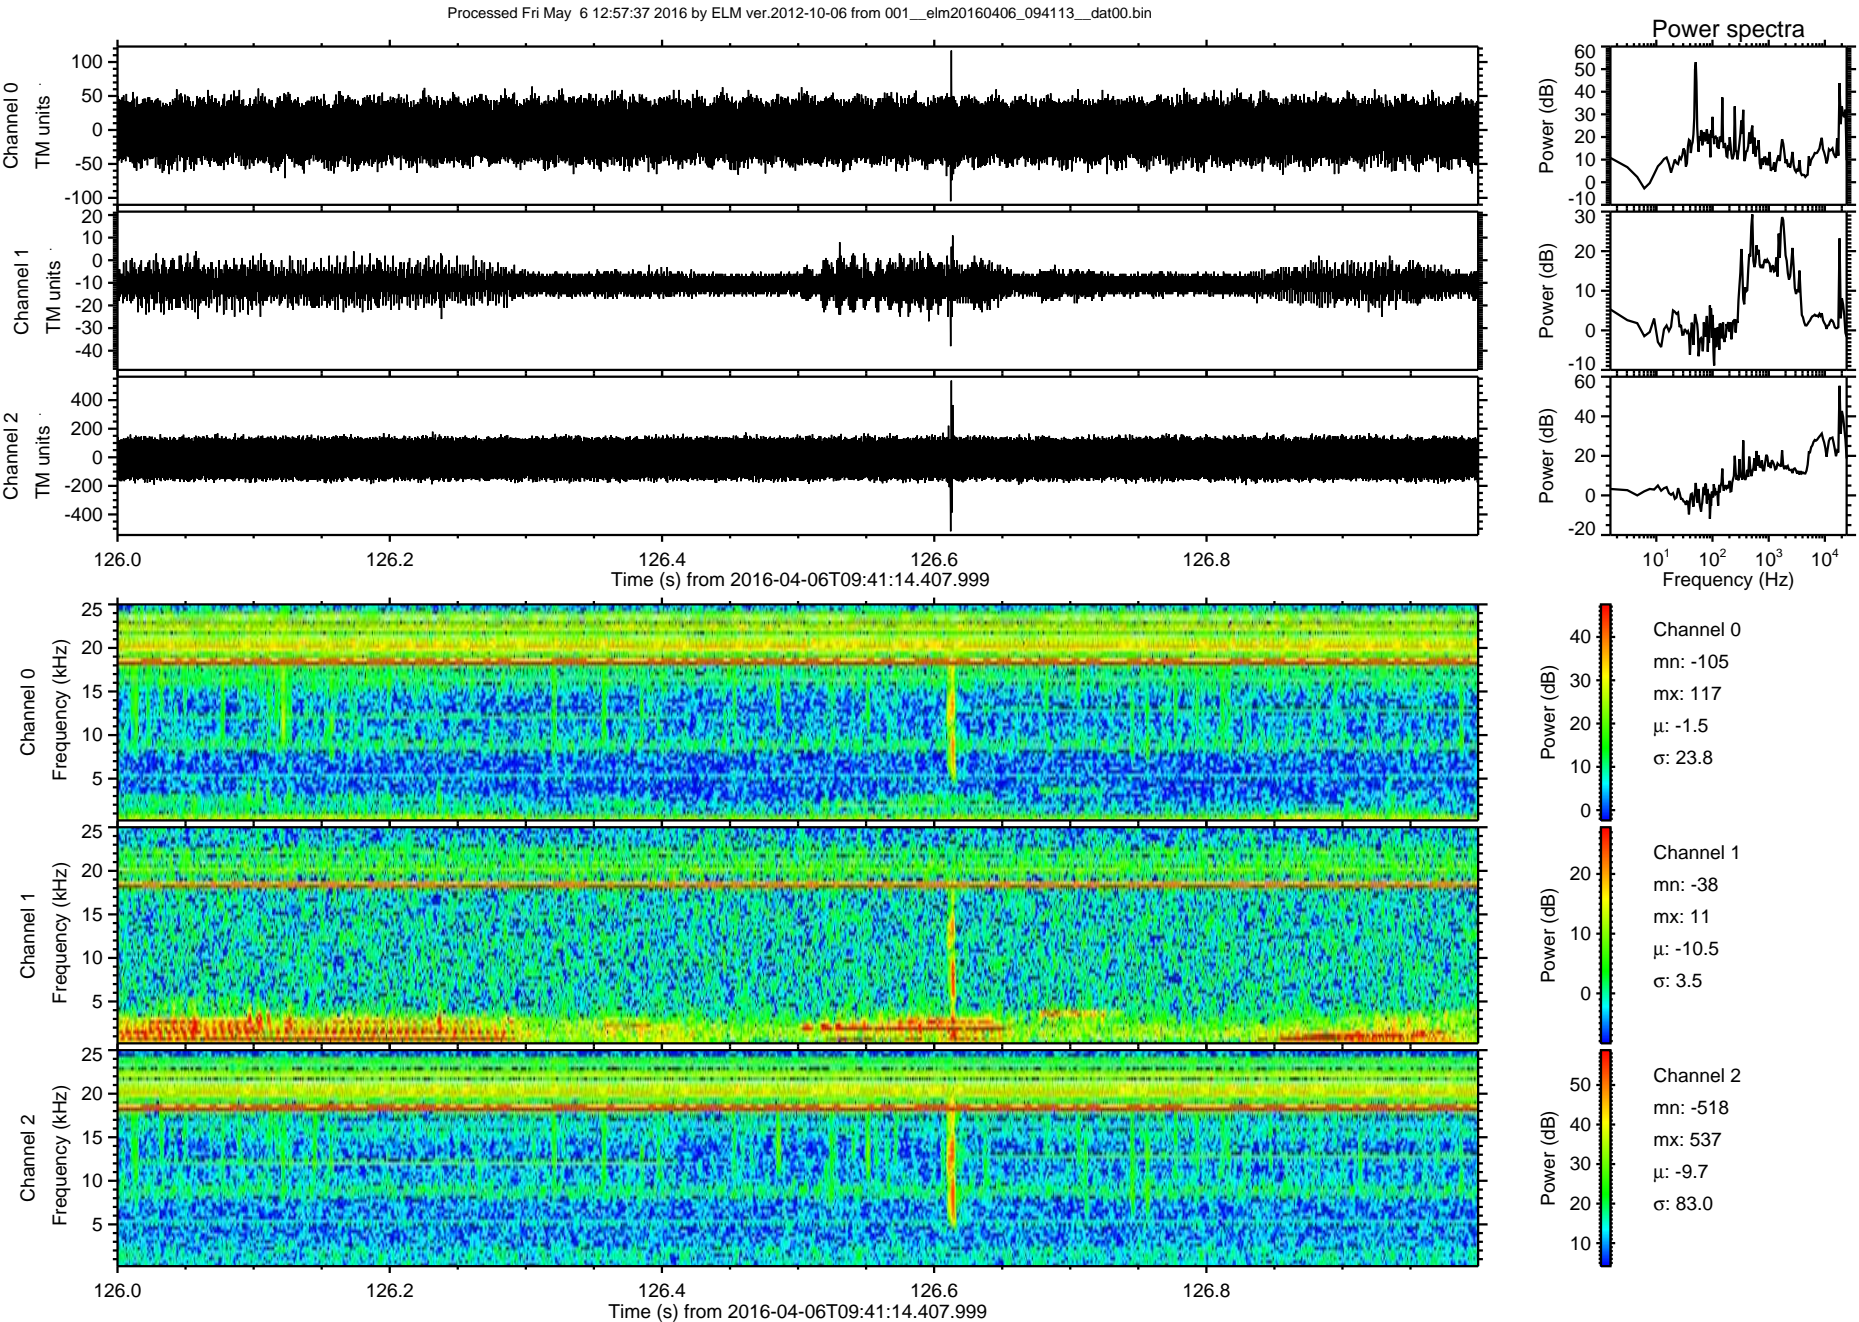 Processed Fri May  6 12:57:37 2016 by ELM ver.2012-10-06 from 001__elm20160406_094113__dat00.bin
Power spectra
Channel 0
TM units
100
50
0
-50
-100
Power (dB)
60
50
40
30
20
10
0
-10
Channel 1
TM units
20
10
0
-10
-20
-30
-40
Power (dB)
30
20
10
0
-10
Channel 2
TM units
400
200
0
-200
-400
Power (dB)
60
40
20
0
-20
126.0 126.2 126.4 126.6 126.8
Time (s) from 2016-04-06T09:41:14.407.999
10¹ 10² 10³ 10⁴
Frequency (Hz)
Channel 0
Frequency (kHz)
25
20
15
10
5
Power (dB)
40
30
20
10
0
Channel 0
mn: -105
mx: 117
μ: -1.5
σ: 23.8
Channel 1
Frequency (kHz)
25
20
15
10
5
Power (dB)
20
10
0
Channel 1
mn: -38
mx: 11
μ: -10.5
σ: 3.5
Channel 2
Frequency (kHz)
25
20
15
10
5
Power (dB)
50
40
30
20
10
Channel 2
mn: -518
mx: 537
μ: -9.7
σ: 83.0
126.0 126.2 126.4 126.6 126.8
Time (s) from 2016-04-06T09:41:14.407.999